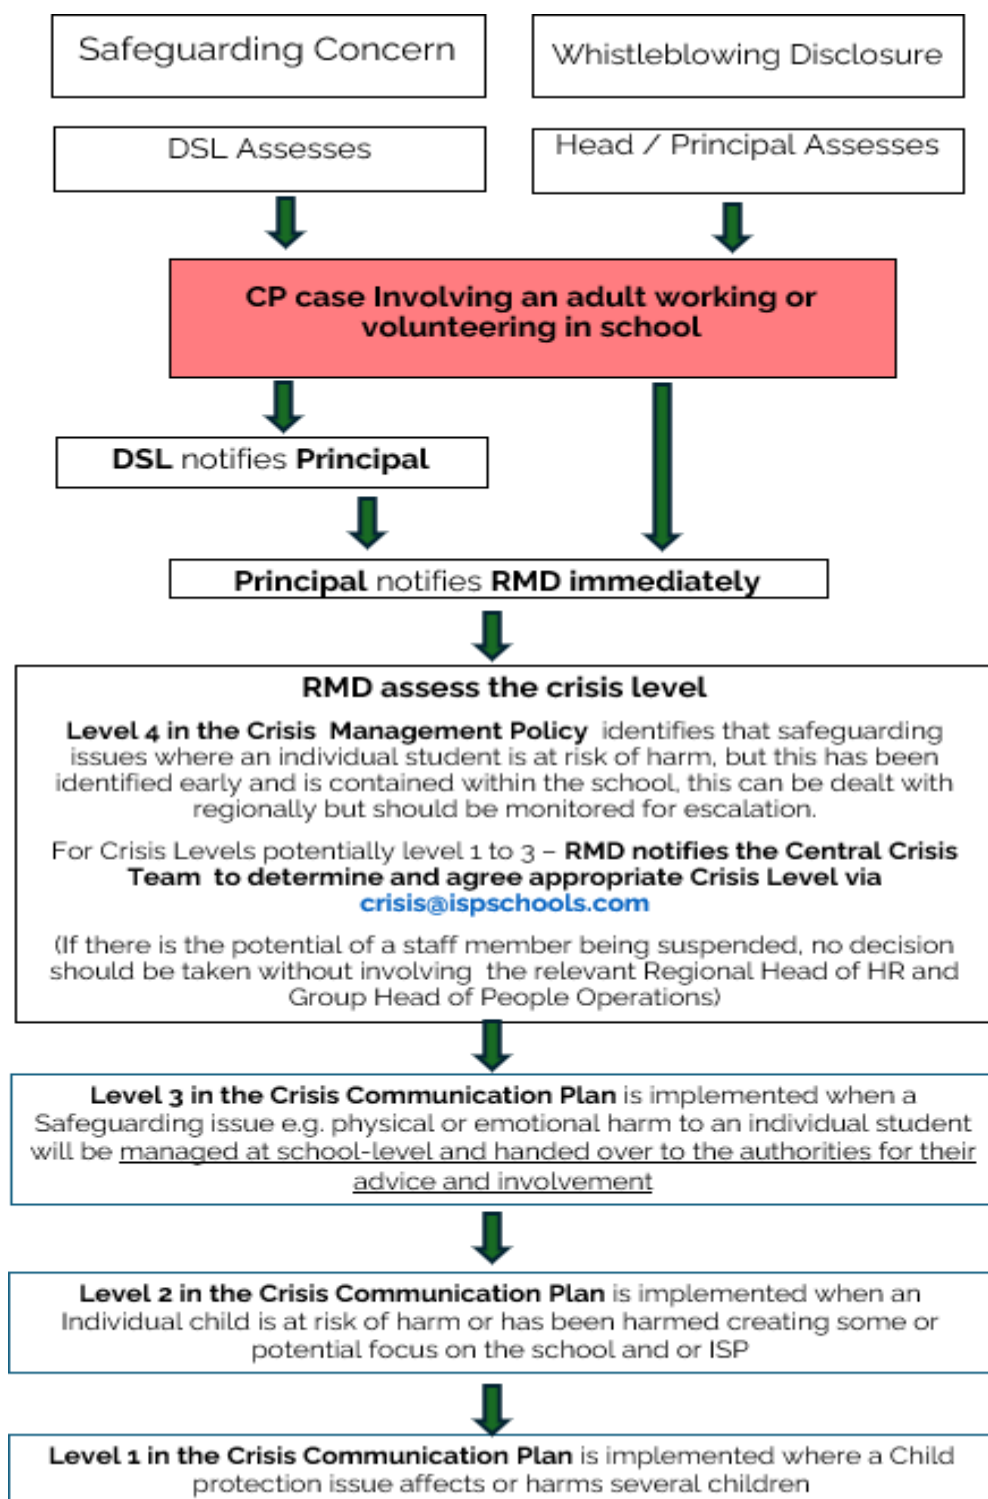 Safeguarding Concern
Whistleblowing Disclosure
DSL Assesses
Head / Principal Assesses
CP case Involving an adult working or
volunteering in school
DSL notifies Principal
Principal notifies RMD immediately
RMD assess the crisis level
Level 4 in the Crisis Management Policy identifies that safeguarding
issues where an individual student is at risk of harm, but this has been
identified early and is contained within the school, this can be dealt with
regionally but should be monitored for escalation.
For Crisis Levels potentially level 1 to 3 – RMD notifies the Central Crisis
Team to determine and agree appropriate Crisis Level via
crisis@ispschools.com
(If there is the potential of a staff member being suspended, no decision
should be taken without involving the relevant Regional Head of HR and
Group Head of People Operations)
Level 3 in the Crisis Communication Plan is implemented when a
Safeguarding issue e.g. physical or emotional harm to an individual student
will be managed at school-level and handed over to the authorities for their
advice and involvement
Level 2 in the Crisis Communication Plan is implemented when an
Individual child is at risk of harm or has been harmed creating some or
potential focus on the school and or ISP
Level 1 in the Crisis Communication Plan is implemented where a Child
protection issue affects or harms several children